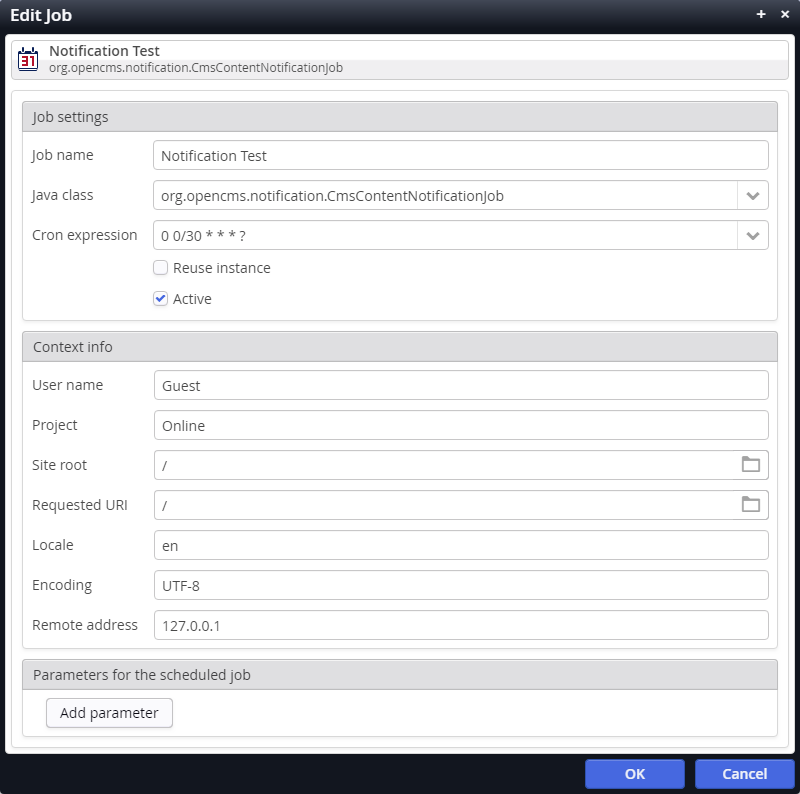 Edit Job
+ ×
31
Notification Test
org.opencms.notification.CmsContentNotificationJob
Job settings
Job name Notification Test
Java class org.opencms.notification.CmsContentNotificationJob
Cron expression 0 0/30 * * * ?
Reuse instance
Active
Context info
User name Guest
Project Online
Site root /
Requested URI /
Locale en
Encoding UTF-8
Remote address 127.0.0.1
Parameters for the scheduled job
Add parameter
OK Cancel